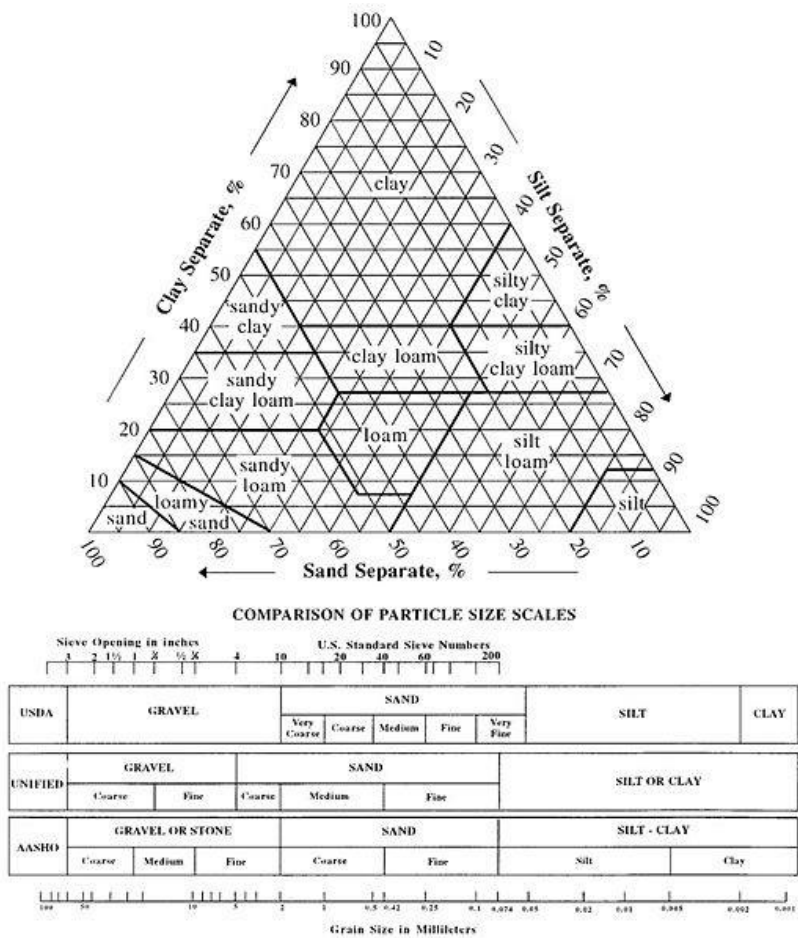 100
90 10
80 20
70 30
clay
60 40
50 50
silty clay
sandy clay
60
40
clay loam
silty clay loam
70
30
sandy clay loam
80
20
loam
silt loam
90
sandy loam
10
loamy sand
sand
silt
100
100 90 80 70 60 50 40 30 20 10
Clay Separate, %
Silt Separate, %
Sand Separate, %
COMPARISON OF PARTICLE SIZE SCALES
Sieve Opening in inches U.S. Standard Sieve Numbers
3 2 1½ 1 ½ 4 10 20 40 60 200
USDA GRAVEL SAND SILT CLAY
Very Coarse Coarse Medium Fine Very Fine
UNIFIED GRAVEL SAND SILT OR CLAY
Coarse Fine Coarse Medium Fine
AASHO GRAVEL OR STONE SAND SILT - CLAY
Coarse Medium Fine Coarse Fine Silt Clay
100 50 10 5 2 1 0.5 0.42 0.25 0.1 0.074 0.05 0.02 0.01 0.005 0.002 0.001
Grain Size in Millileters